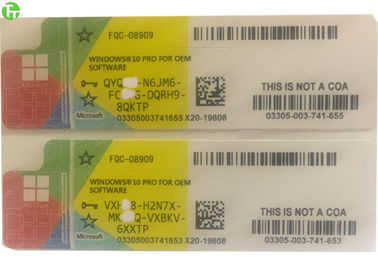 FQC-08909
WINDOWS®10 PRO FOR OEM
SOFTWARE
N6JM6-
DQRH9-
8QKTP
03305003741655 X20-19608
Microsoft
THIS IS NOT A COA
03305-003-741-655
FQC-08909
WINDOWS®10 PRO FOR OEM
SOFTWARE
H2N7X-
VXBKV-
6XXTP
03305003741653 X20-19608
Microsoft
THIS IS NOT A COA
03305-003-741-653